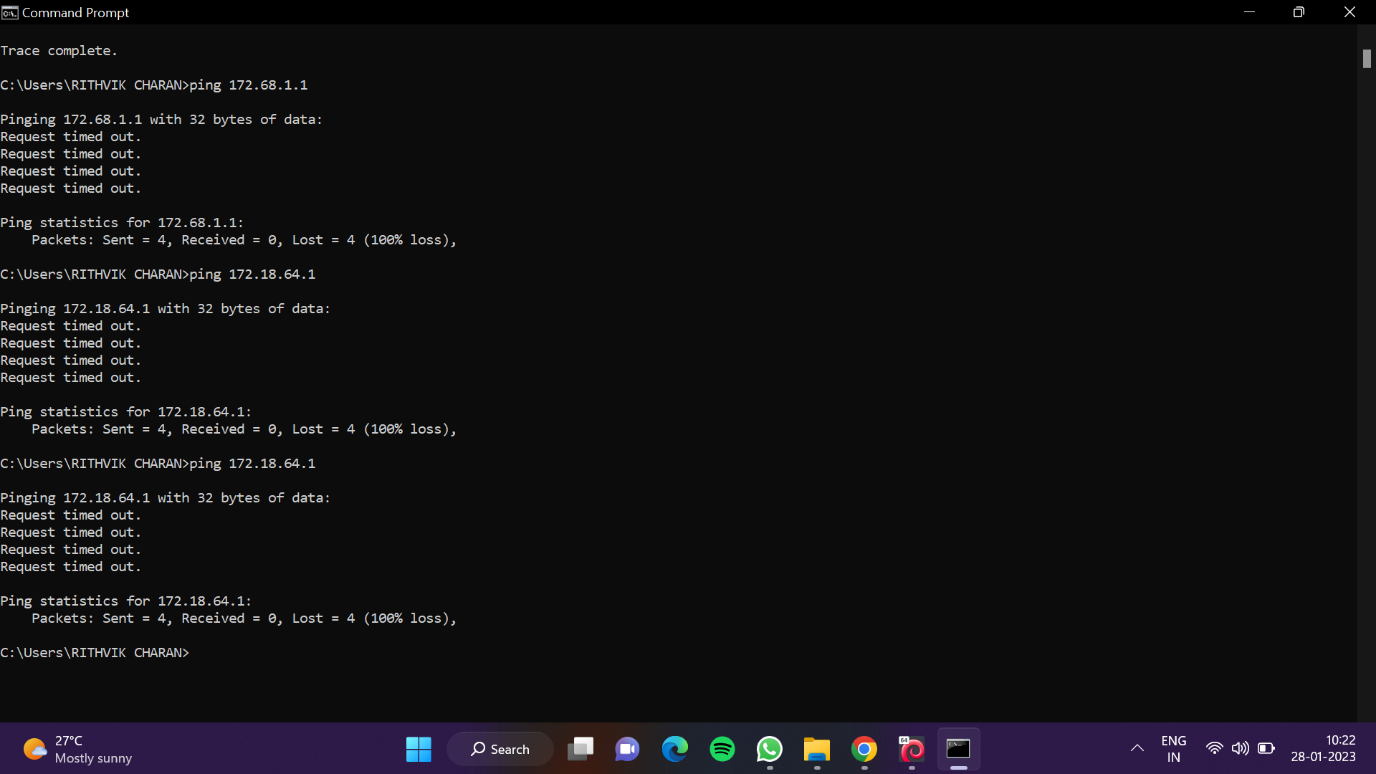 Command Prompt
Trace complete.
C:\Users\RITHVIK CHARAN>ping 172.68.1.1
Pinging 172.68.1.1 with 32 bytes of data:
Request timed out.
Request timed out.
Request timed out.
Request timed out.
Ping statistics for 172.68.1.1:
    Packets: Sent = 4, Received = 0, Lost = 4 (100% loss),
C:\Users\RITHVIK CHARAN>ping 172.18.64.1
Pinging 172.18.64.1 with 32 bytes of data:
Request timed out.
Request timed out.
Request timed out.
Request timed out.
Ping statistics for 172.18.64.1:
    Packets: Sent = 4, Received = 0, Lost = 4 (100% loss),
C:\Users\RITHVIK CHARAN>ping 172.18.64.1
Pinging 172.18.64.1 with 32 bytes of data:
Request timed out.
Request timed out.
Request timed out.
Request timed out.
Ping statistics for 172.18.64.1:
    Packets: Sent = 4, Received = 0, Lost = 4 (100% loss),
C:\Users\RITHVIK CHARAN>
27°C
Mostly sunny
Search
64
ENG
IN
10:22
28-01-2023